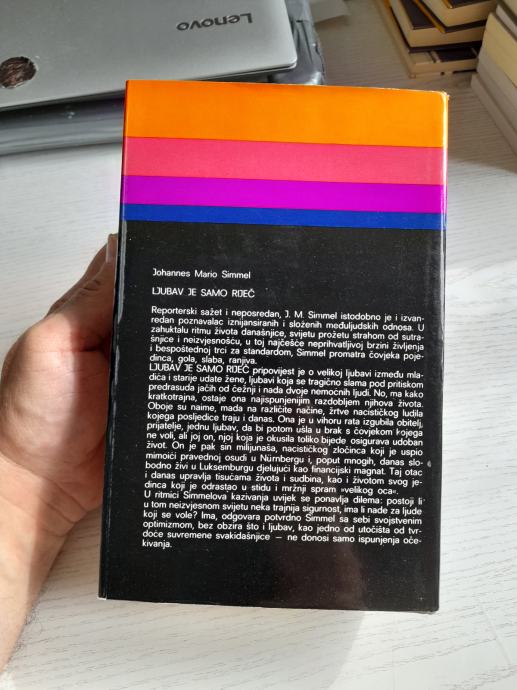 Lenovo
Johannes Mario Simmel
LJUBAV JE SAMO RIJEČ
Reporterski sažet i neposredan, J. M. Simmel istodobno je i izvan-
redan poznavalac iznijansiranih i složenih međuljudskih odnosa. U
zahuktalu ritmu života današnjice, svijetu prožetu strahom od sutra-
šnjice i neizvjesnošću, u toj najčešće neprihvatljivoj brzini življenja
i bespoštednoj trci za standardom, Simmel promatra čovjeka poje-
dinca, gola, slaba, ranjiva.
LJUBAV JE SAMO RIJEČ pripovijest je o velikoj ljubavi između mla-
dića i starije udate žene, ljubavi koja se tragično slama pod pritiskom
predrasuda jačih od čežnji i nada dvoje nemoćnih ljudi. No, ma kako
kratkotrajna, ostaje ona najispunjenijim razdobljem njihova života.
Oboje su naime, mada na različite načine, žrtve nacističkog ludila
kojega posljedice traju i danas. Ona je u vihoru rata izgubila obitelj,
prijatelje, jednu ljubav, da bi potom ušla u brak s čovjekom kojega
ne voli, ali joj on, njoj koja je okusila toliko bijede osigurava udoban
život. On je pak sin milijunaša, nacističkog zločinca koji je uspio
mimoići pravednoj osudi u Nürnbergu i, poput mnogih, danas slo-
bodno živi u Luksemburgu djelujući kao financijski magnat. Taj otac
i danas upravlja tisućama života i sudbina, kao i životom svog je-
dinca koji je odrastao u stidu i mržnji spram »velikog oca«.
U ritmici Simmelova kazivanja uvijek se ponavlja dilema: postoji li
u tom neizvjesnom svijetu neka trajnija sigurnost, ima li nade za ljude
koji se vole? Ima, odgovara potvrdno Simmel sa sebi svojstvenim
optimizmom, bez obzira što i ljubav, kao jedno od utočišta od tvr-
doće suvremene svakidašnjice — ne donosi samo ispunjenja oče-
kivanja.